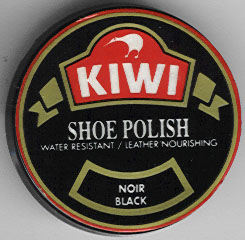 KIWI
SHOE POLISH
WATER RESISTANT / LEATHER NOURISHING
NOIR
BLACK